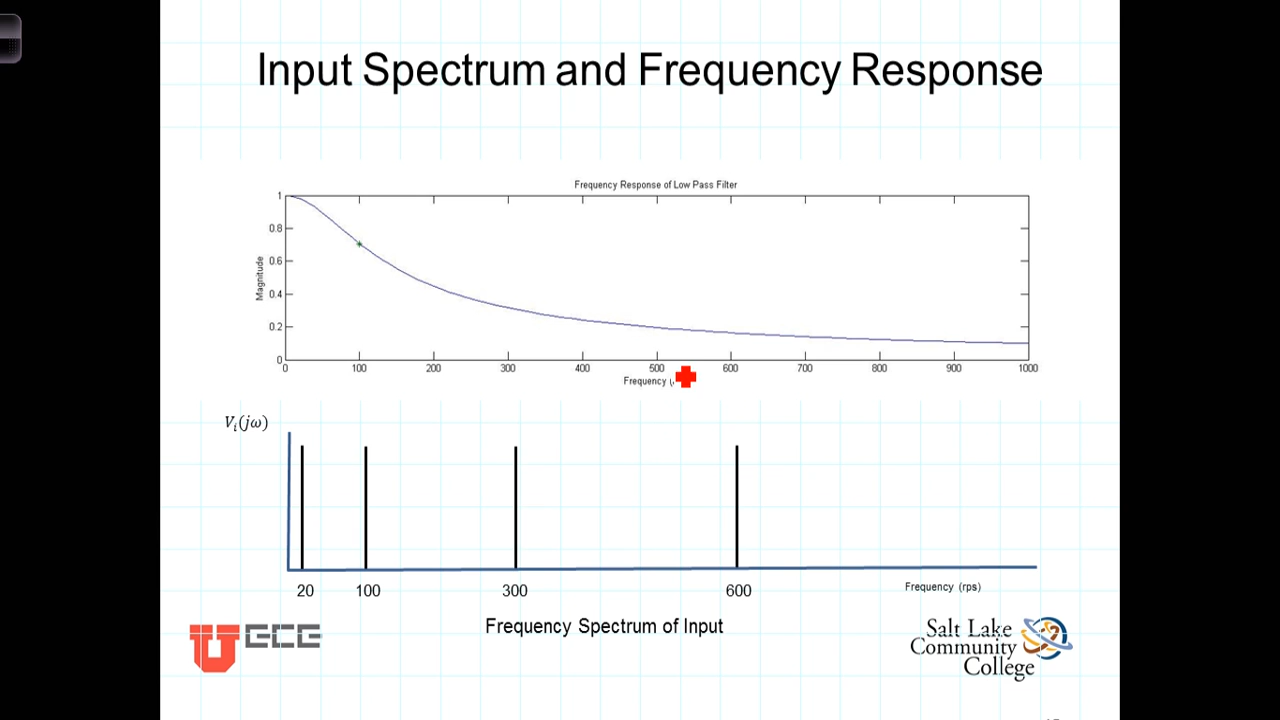 Input Spectrum and Frequency Response
Frequency Response of Low Pass Filter
Magnitude
1
0.8
0.6
0.4
0.2
0
0 100 200 300 400 500 600 700 800 900 1000
Frequency
V_i(jω)
20 100 300 600
Frequency (rps)
Frequency Spectrum of Input
U ECE
Salt Lake
Community
College